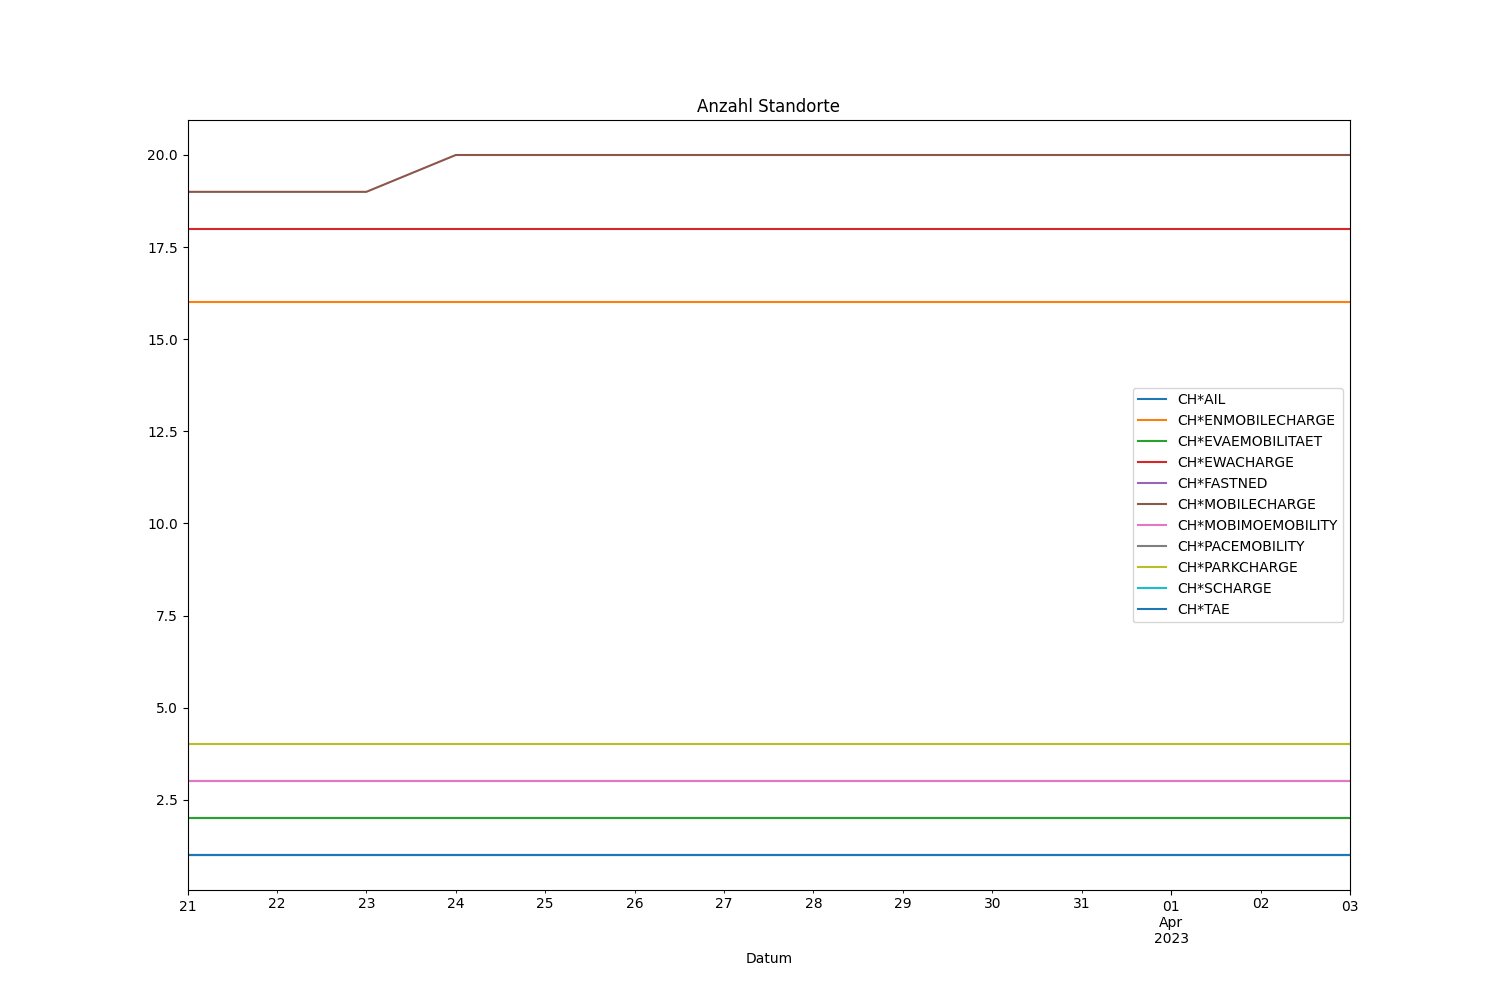 Anzahl Standorte
20.0
17.5
15.0
12.5
10.0
7.5
5.0
2.5
CH*AIL
CH*ENMOBILECHARGE
CH*EVAEMOBILITAET
CH*EWACHARGE
CH*FASTNED
CH*MOBILECHARGE
CH*MOBIMOEMOBILITY
CH*PACEMOBILITY
CH*PARKCHARGE
CH*SCHARGE
CH*TAE
21 22 23 24 25 26 27 28 29 30 31 01 02 03
Apr
2023
Datum